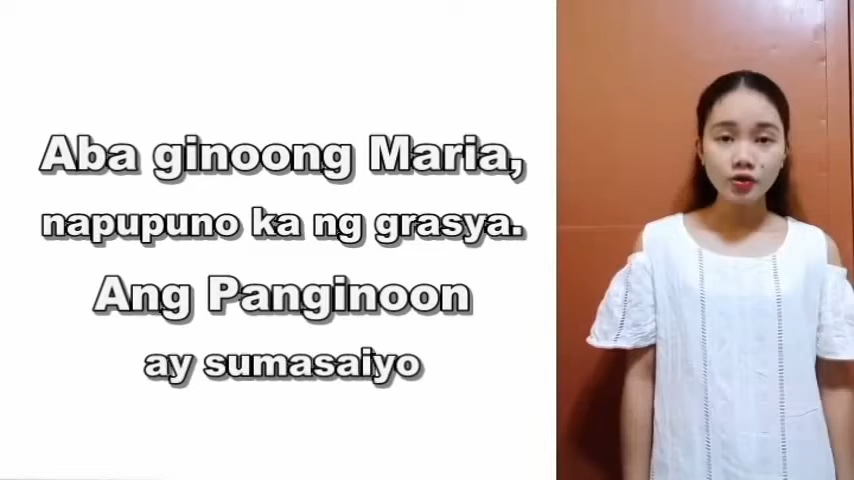 Aba ginoong Maria,
napupuno ka ng grasya.
Ang Panginoon
ay sumasaiyo